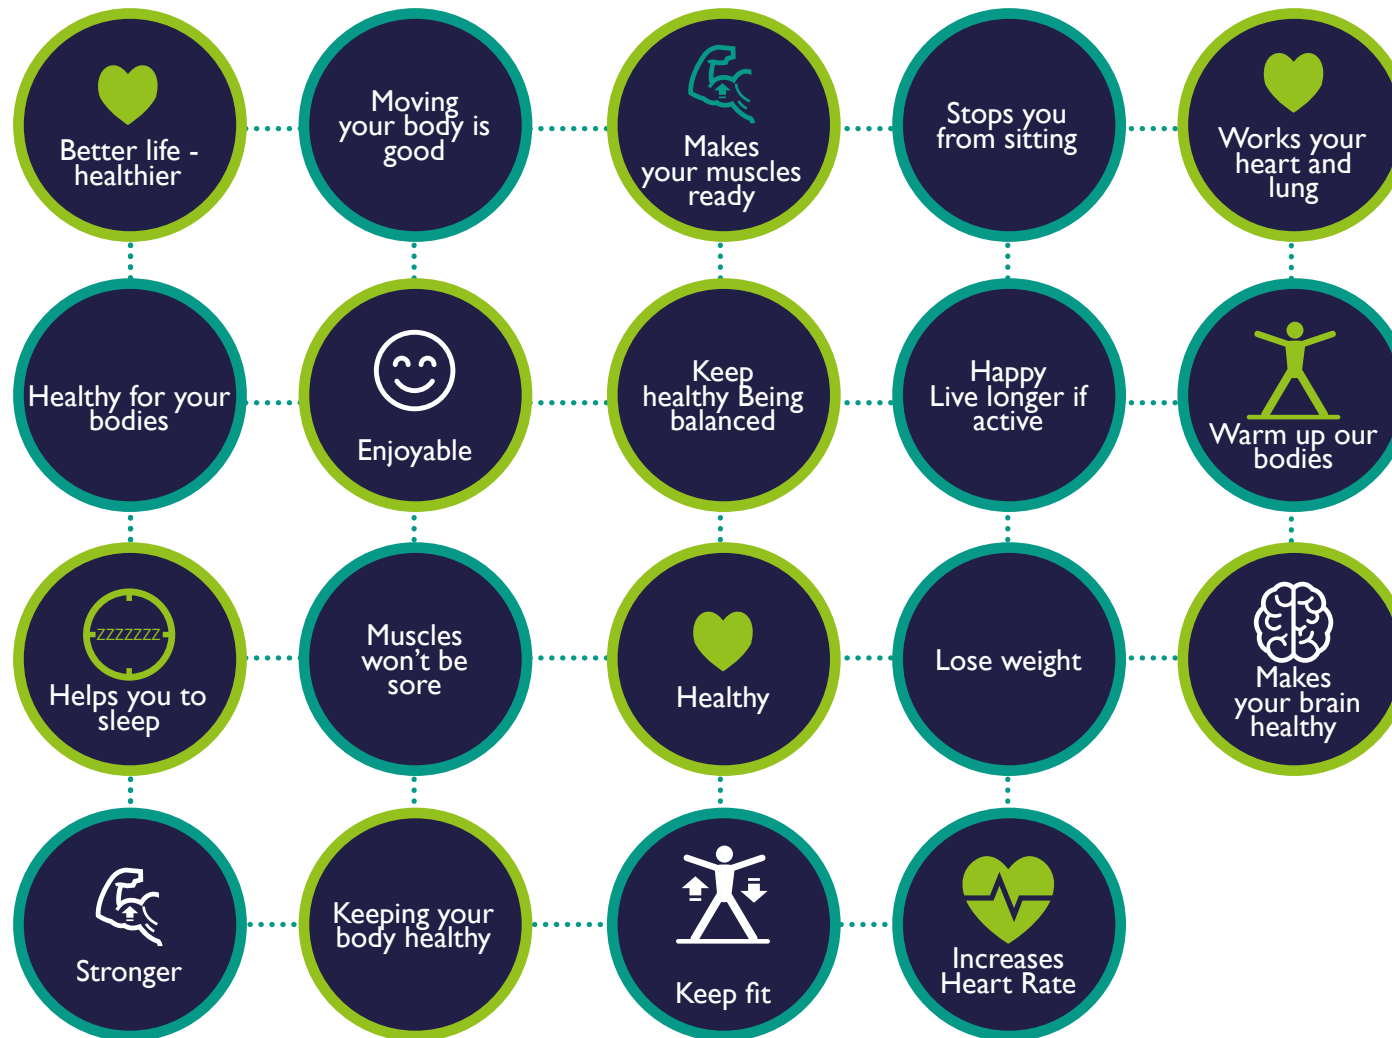 Better life -
healthier
Moving
your body is
good
Makes
your muscles
ready
Stops you
from sitting
Works your
heart and
lung
Healthy for your
bodies
Enjoyable
Keep
healthy Being
balanced
Happy
Live longer if
active
Warm up our
bodies
ZZZZZZZ
Helps you to
sleep
Muscles
won't be
sore
Healthy
Lose weight
Makes
your brain
healthy
Stronger
Keeping your
body healthy
Keep fit
Increases
Heart Rate